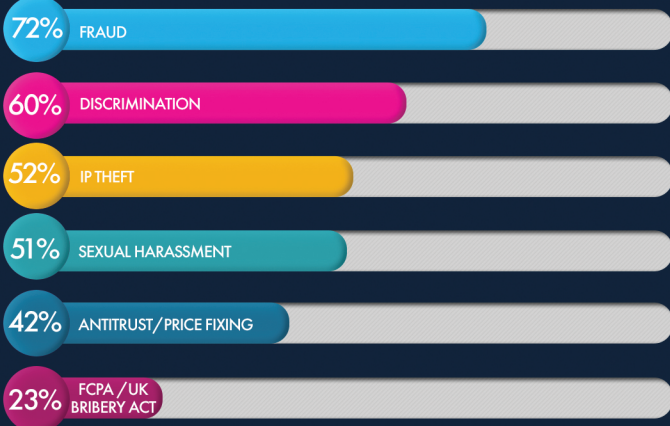 72% FRAUD
60% DISCRIMINATION
52% IP THEFT
51% SEXUAL HARASSMENT
42% ANTITRUST/PRICE FIXING
23% FCPA/UK
BRIBERY ACT